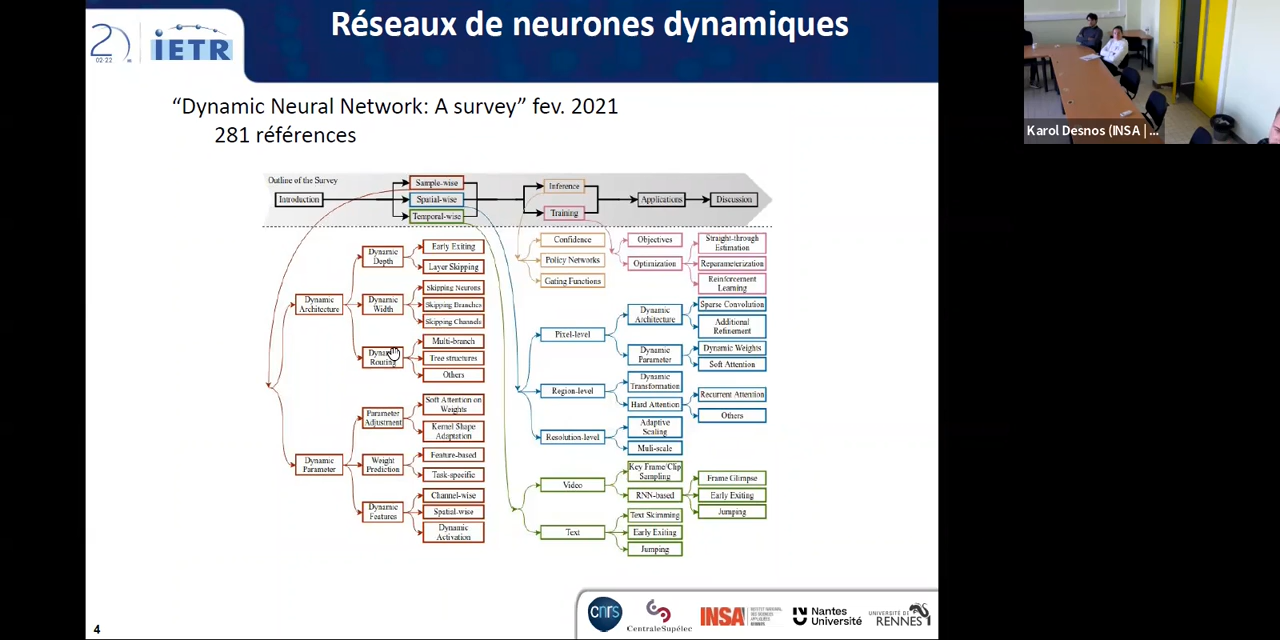 Réseaux de neurones dynamiques
20
02·22
iETR
“Dynamic Neural Network: A survey” fev. 2021
281 références
Outline of the Survey
Introduction
Sample-wise
Spatial-wise
Temporal-wise
Inference
Training
Applications
Discussion
Dynamic
Architecture
Dynamic
Depth
Early Exiting
Layer Skipping
Dynamic
Width
Skipping Neurons
Skipping Branches
Skipping Channels
Routing
Multi-branch
Tree structures
Others
Dynamic
Parameter
Parameter
Adjustment
Soft Attention on
Weights
Kernel Shape
Adaptation
Weight
Prediction
Feature-based
Task-specific
Dynamic
Features
Channel-wise
Spatial-wise
Dynamic
Activation
Confidence
Policy Networks
Gating Functions
Objectives
Optimization
Straight-through
Estimation
Reparameterization
Reinforcement
Learning
Pixel-level
Dynamic
Architecture
Sparse Convolution
Additional
Refinement
Dynamic
Parameter
Dynamic Weights
Soft Attention
Region-level
Dynamic
Transformation
Hard Attention
Recurrent Attention
Others
Resolution-level
Adaptive
Scaling
Muli-scale
Video
Key Frame/Clip
Sampling
RNN-based
Frame Glimpse
Early Exiting
Jumping
Text
Text Skimming
Early Exiting
Jumping
4
cnrs
CentraleSupélec
INSA
Nantes
Université
UNIVERSITÉ DE
RENNES 1
Karol Desnos (INSA | ...